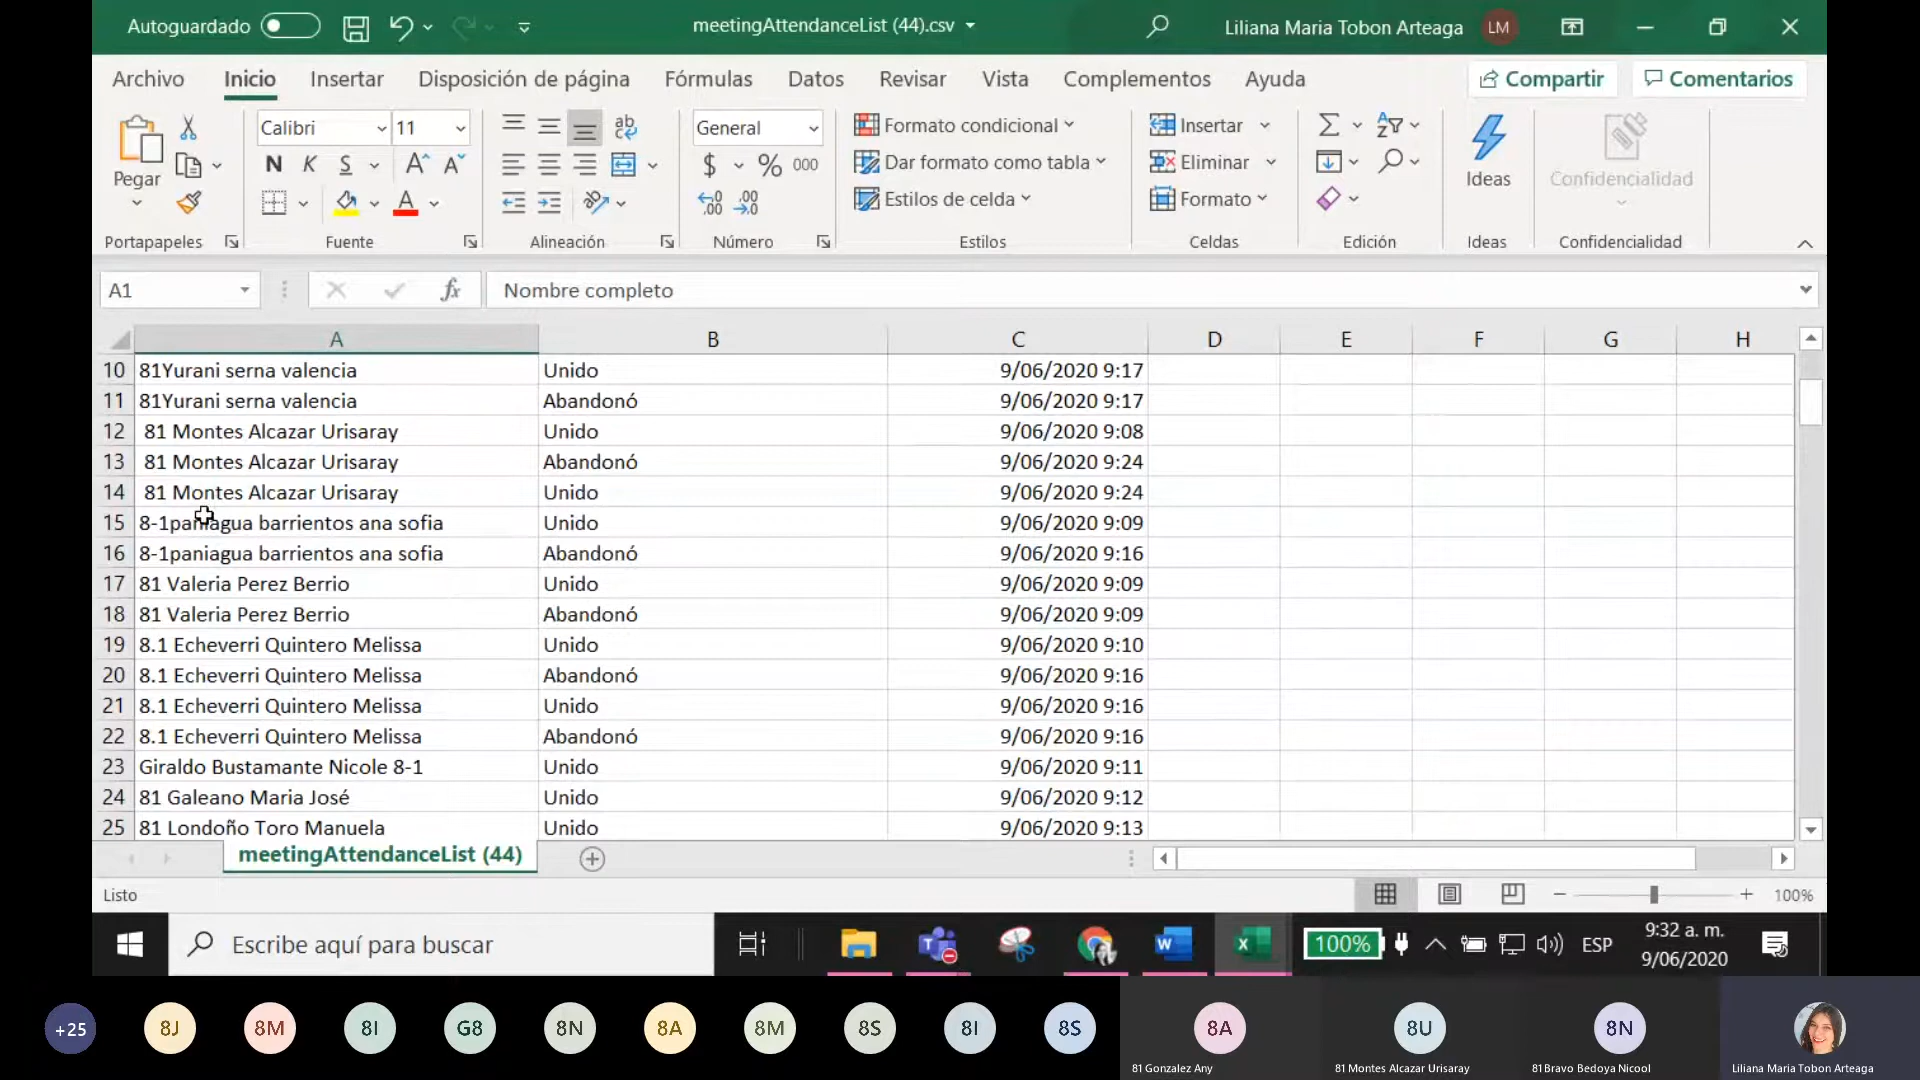 Autoguardado
meetingAttendanceList (44).csv
Liliana Maria Tobon Arteaga
LM
Archivo Inicio Insertar Disposición de página Fórmulas Datos Revisar Vista Complementos Ayuda Compartir Comentarios
Pegar
Portapapeles
Calibri 11
N K S A A
A
Fuente
ab
Alineación
General
$ % 000
,00 ,00
Número
Formato condicional
Dar formato como tabla
Estilos de celda
Estilos
Insertar
Eliminar
Formato
Celdas
Edición
Ideas
Ideas
Confidencialidad
Confidencialidad
A1 fx Nombre completo
A B C D E F G H
10 81Yurani serna valencia Unido 9/06/2020 9:17
11 81Yurani serna valencia Abandonó 9/06/2020 9:17
12 81 Montes Alcazar Urisaray Unido 9/06/2020 9:08
13 81 Montes Alcazar Urisaray Abandonó 9/06/2020 9:24
14 81 Montes Alcazar Urisaray Unido 9/06/2020 9:24
15 8-1paniagua barrientos ana sofia Unido 9/06/2020 9:09
16 8-1paniagua barrientos ana sofia Abandonó 9/06/2020 9:16
17 81 Valeria Perez Berrio Unido 9/06/2020 9:09
18 81 Valeria Perez Berrio Abandonó 9/06/2020 9:09
19 8.1 Echeverri Quintero Melissa Unido 9/06/2020 9:10
20 8.1 Echeverri Quintero Melissa Abandonó 9/06/2020 9:16
21 8.1 Echeverri Quintero Melissa Unido 9/06/2020 9:16
22 8.1 Echeverri Quintero Melissa Abandonó 9/06/2020 9:16
23 Giraldo Bustamante Nicole 8-1 Unido 9/06/2020 9:11
24 81 Galeano Maria José Unido 9/06/2020 9:12
25 81 Londoño Toro Manuela Unido 9/06/2020 9:13
meetingAttendanceList (44)
Listo
100%
Escribe aquí para buscar
100%
ESP
9:32 a. m.
9/06/2020
+25 8J 8M 8I G8 8N 8A 8M 8S 8I 8S 8A 8U 8N
81 Gonzalez Any
81 Montes Alcazar Urisaray
81Bravo Bedoya Nicool
Liliana Maria Tobon Arteaga